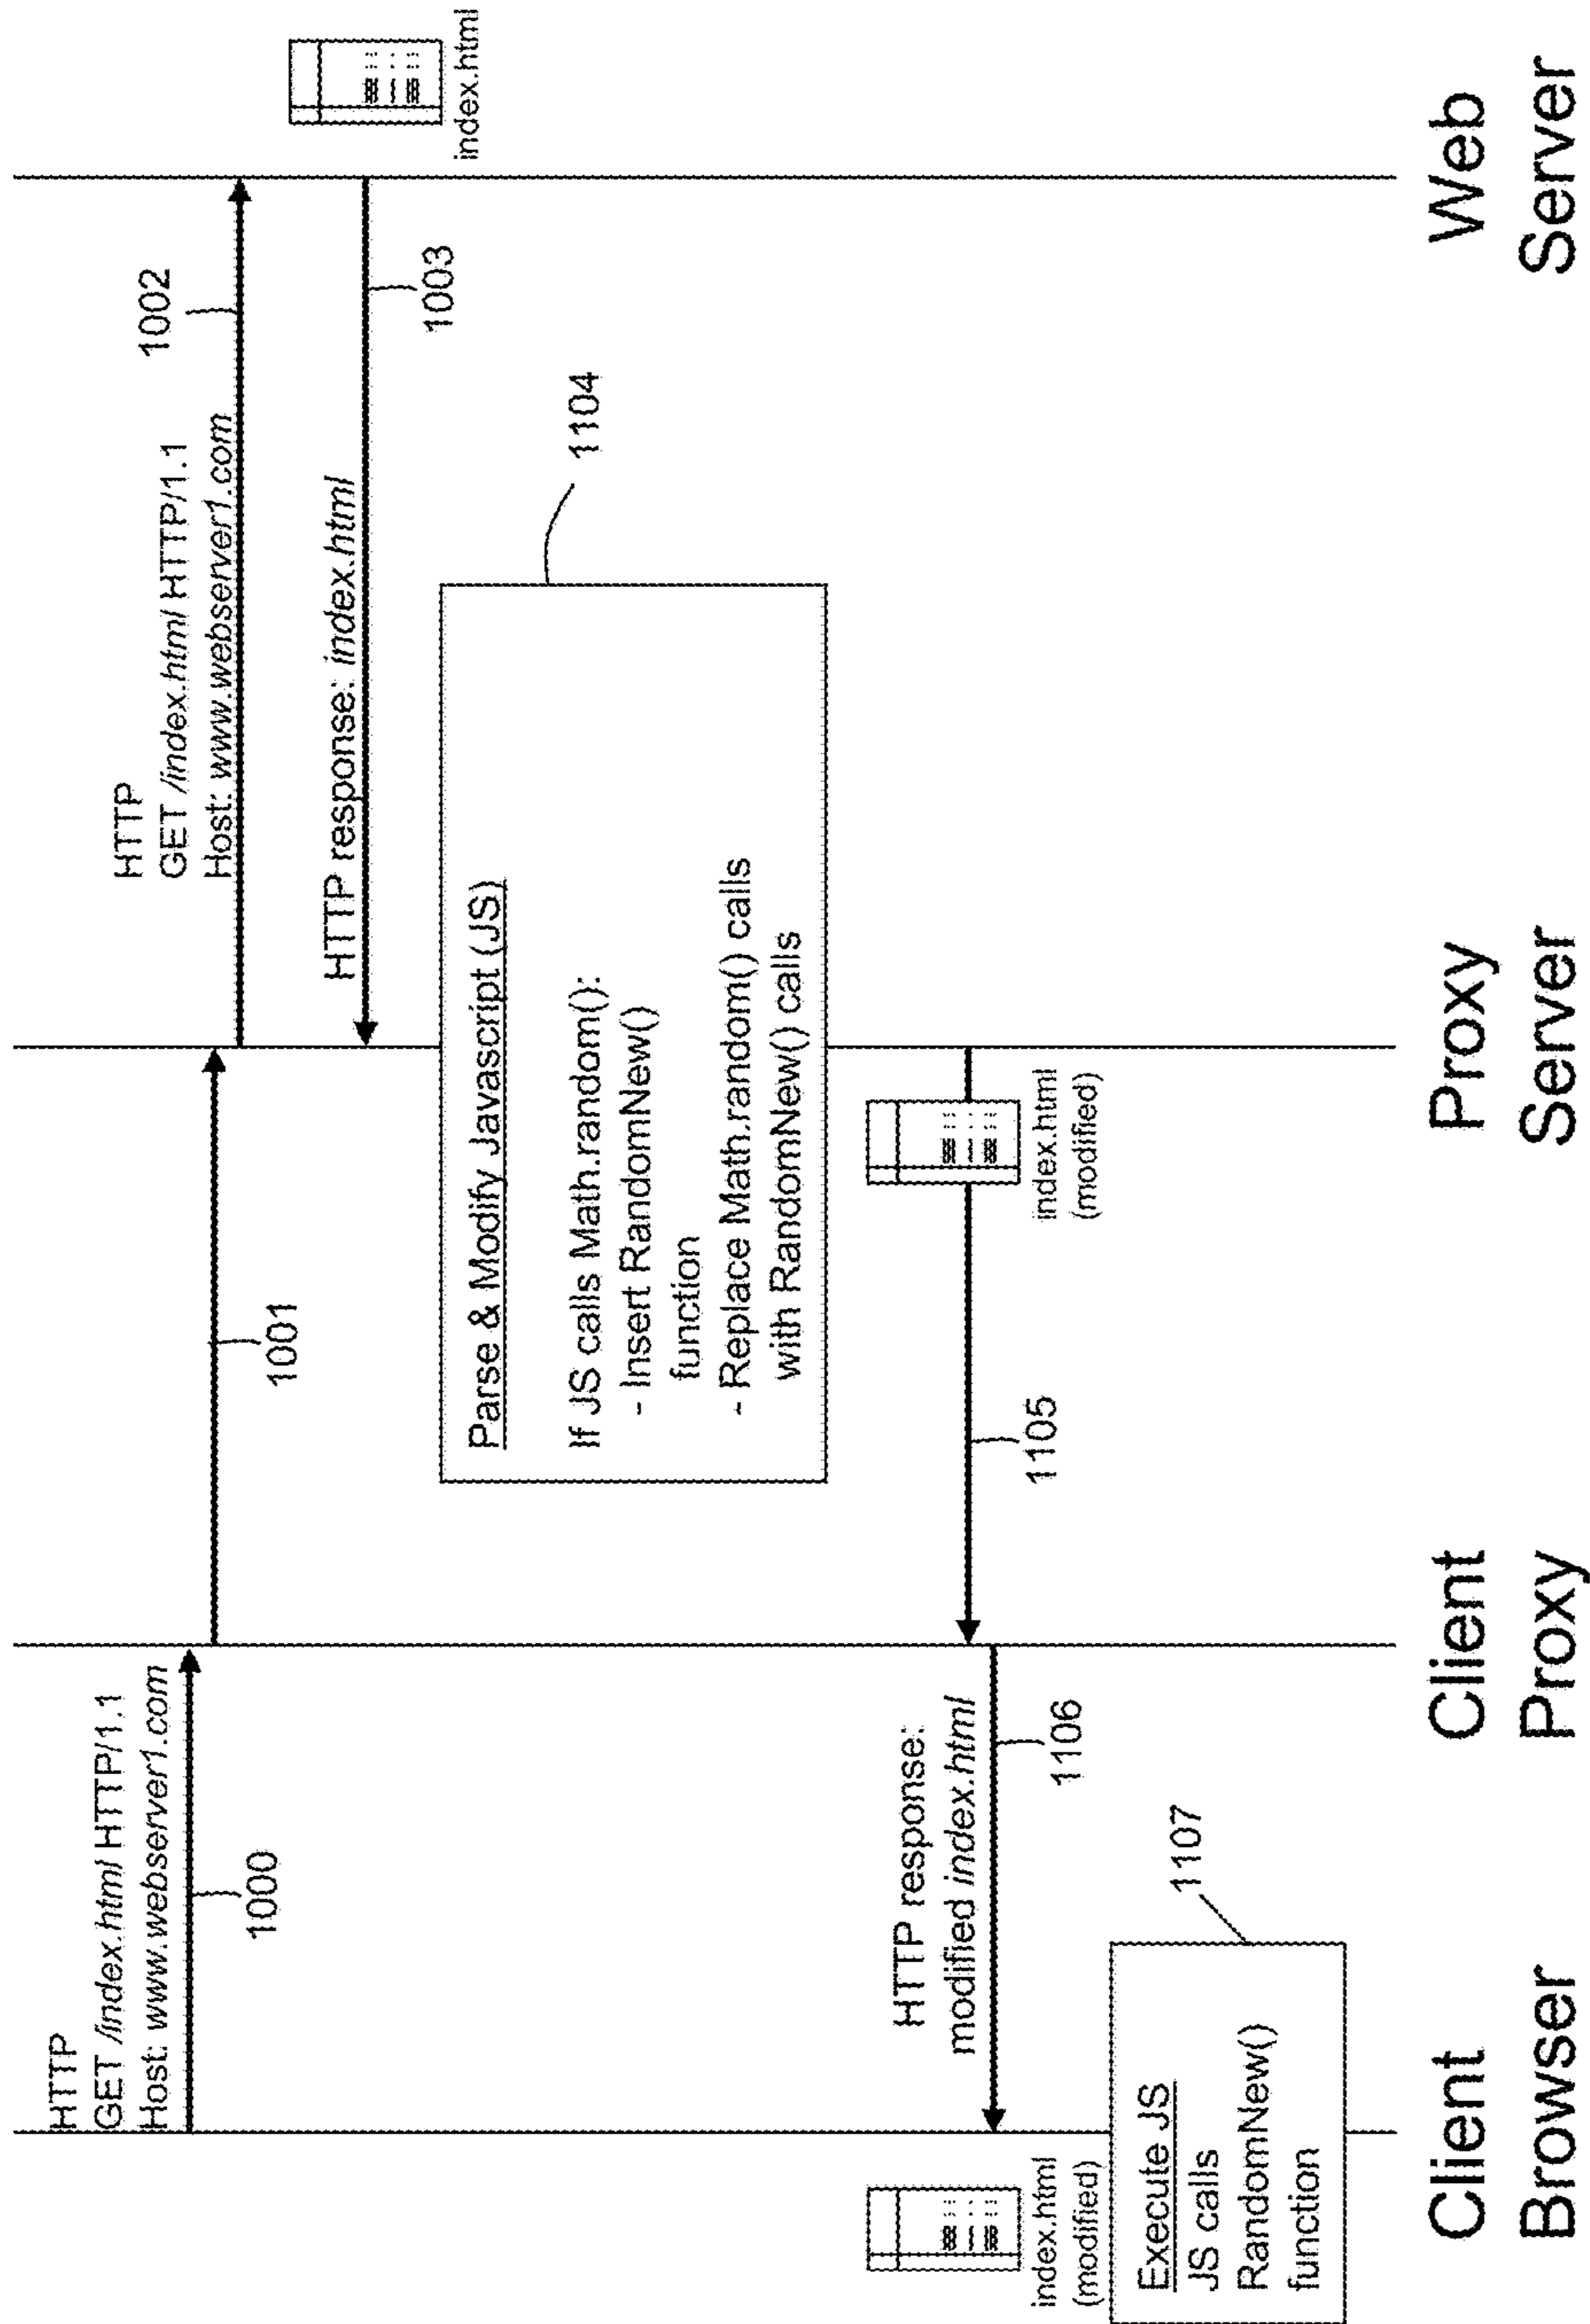 HTTP
GET /index.html HTTP/1.1
Host: www.webserver1.com
1000
1001
HTTP
GET /index.html HTTP/1.1
Host: www.webserver1.com
1002
HTTP response: index.html
1003
index.html
Parse & Modify Javascript (JS)
If JS calls Math.random():
- Insert RandomNew()
function
- Replace Math.random() calls
with RandomNew() calls
1104
index.html
(modified)
1105
HTTP response:
modified index.html
1106
index.html
(modified)
Execute JS
JS calls
RandomNew()
function
1107
Client
Browser
Client
Proxy
Proxy
Server
Web
Server